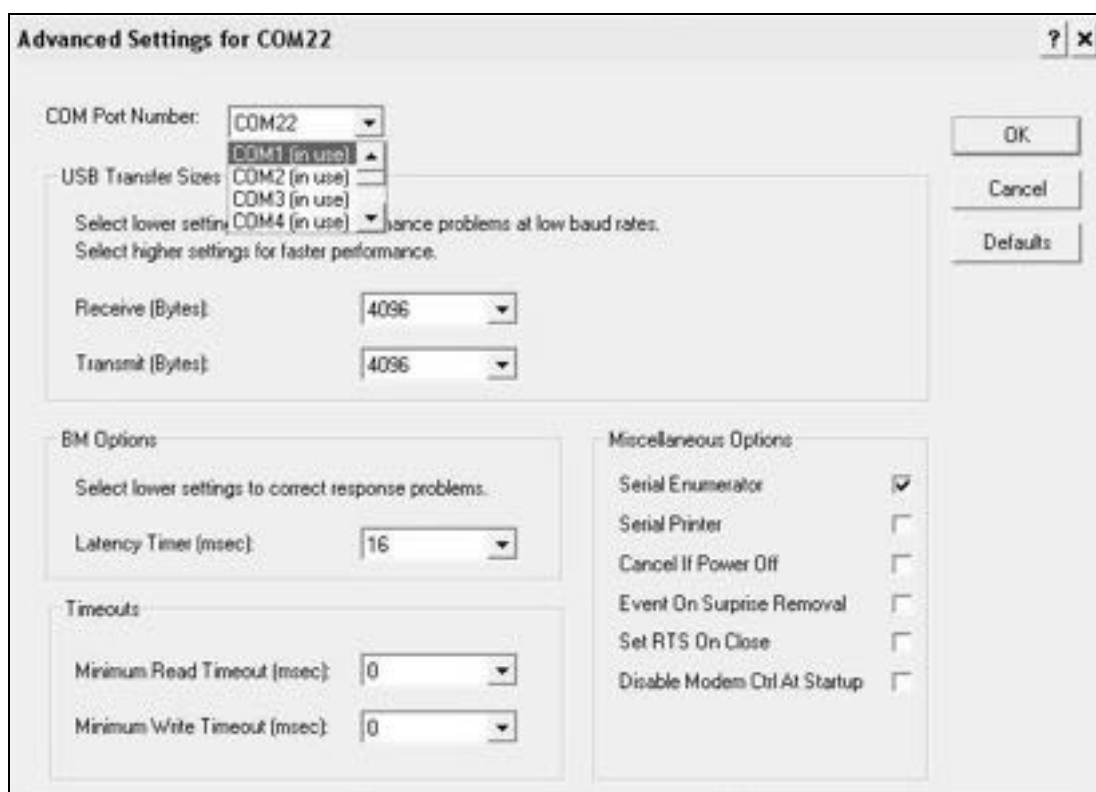 Advanced Settings for COM22
COM Port Number:
COM22
COM1 (in use)
COM2 (in use)
COM3 (in use)
COM4 (in use)
OK
Cancel
Defaults
USB Transfer Sizes
Select lower settin mance problems at low baud rates.
Select higher settings for faster performance.
Receive (Bytes):
4096
Transmit (Bytes):
4096
BM Options
Select lower settings to correct response problems.
Latency Timer (msec):
16
Timeouts
Minimum Read Timeout (msec):
0
Minimum Write Timeout (msec):
0
Miscellaneous Options
Serial Enumerator
Serial Printer
Cancel If Power Off
Event On Surprise Removal
Set RTS On Close
Disable Modem Ctrl At Startup